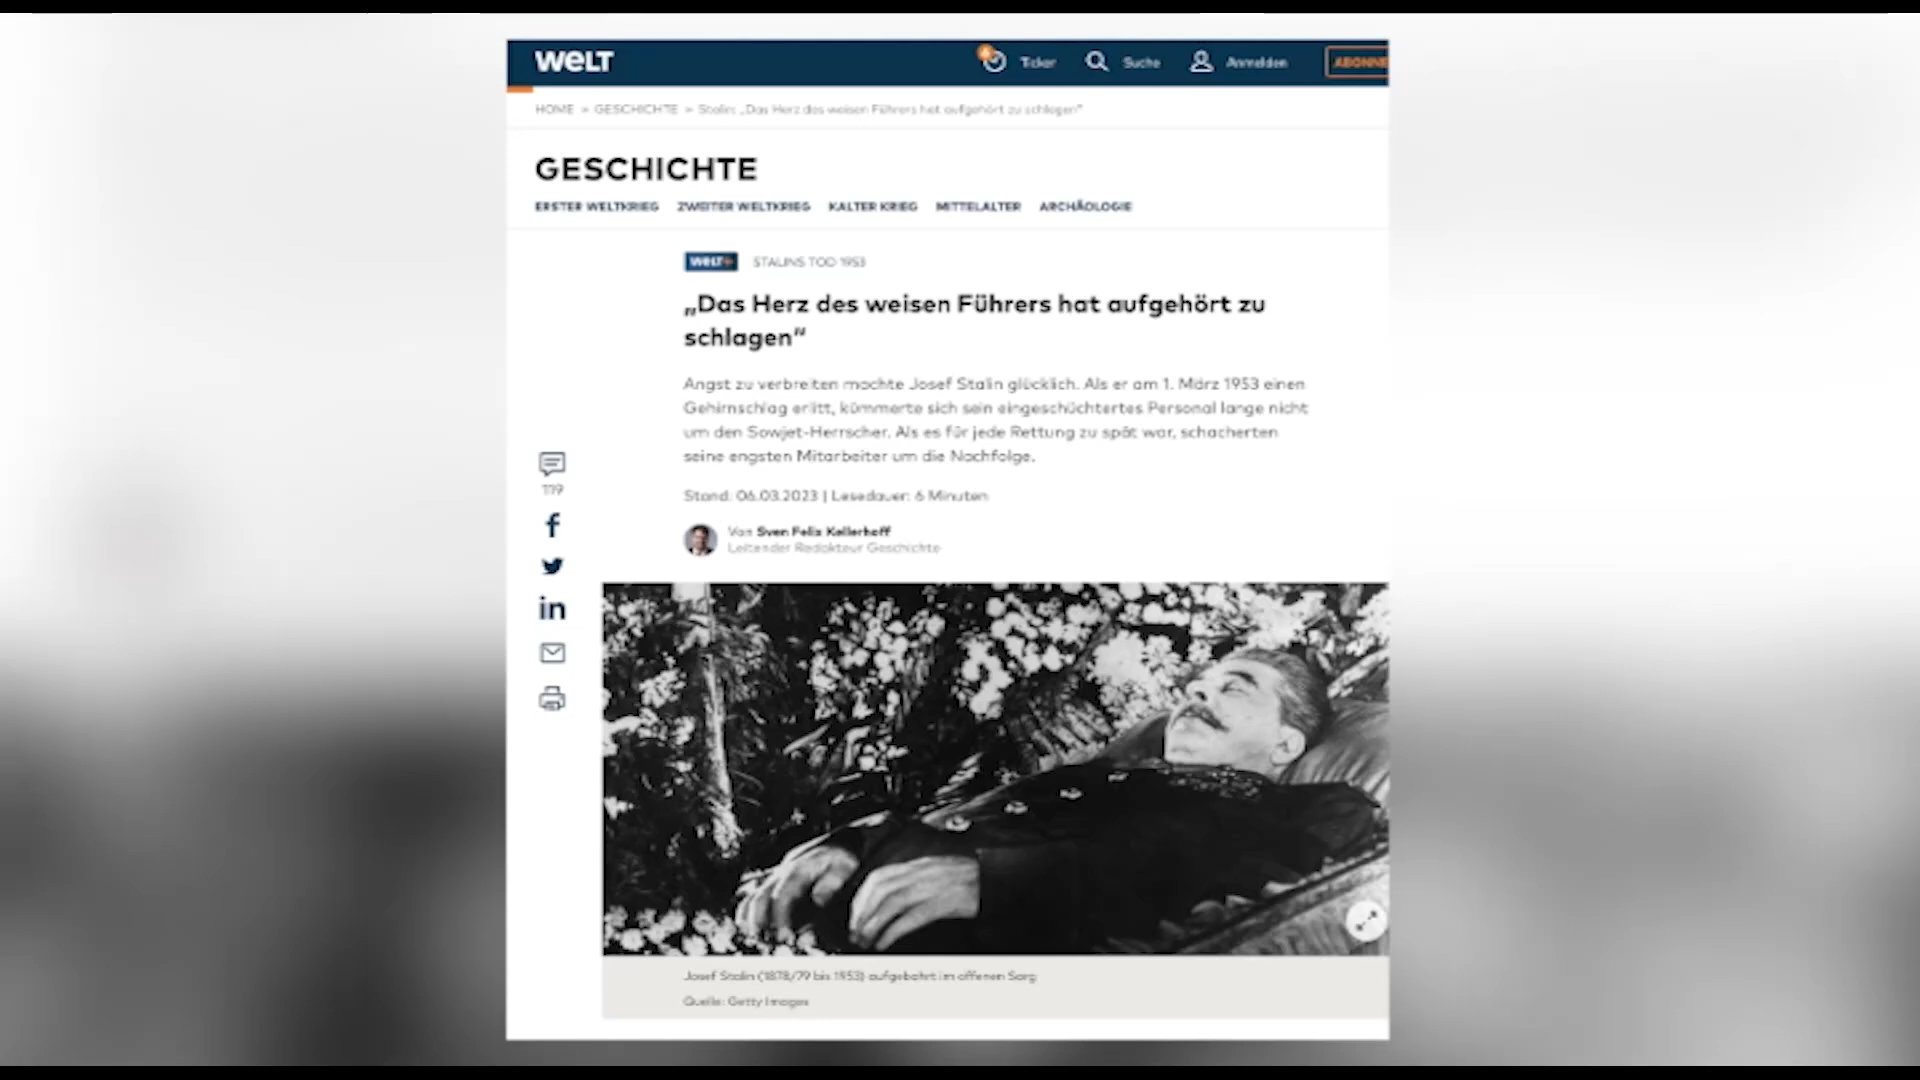 WELT
Ticker Suche Anmelden ABONNE
HOME » GESCHICHTE » Stalin: „Das Herz des weisen Führers hat aufgehört zu schlagen“
GESCHICHTE
ERSTER WELTKRIEG ZWEITER WELTKRIEG KALTER KRIEG MITTELALTER ARCHÄOLOGIE
WELT+ STALINS TOD 1953
„Das Herz des weisen Führers hat aufgehört zu
schlagen“
Angst zu verbreiten machte Josef Stalin glücklich. Als er am 1. März 1953 einen
Gehirnschlag erlitt, kümmerte sich sein eingeschüchtertes Personal lange nicht
um den Sowjet-Herrscher. Als es für jede Rettung zu spät war, schacherten
seine engsten Mitarbeiter um die Nachfolge.
119
Stand: 06.03.2023 | Lesedauer: 6 Minuten
Von Sven Felix Kellerhoff
Leitender Redakteur Geschichte
Josef Stalin (1878/79 bis 1953) aufgebahrt im offenen Sarg
Quelle: Getty Images